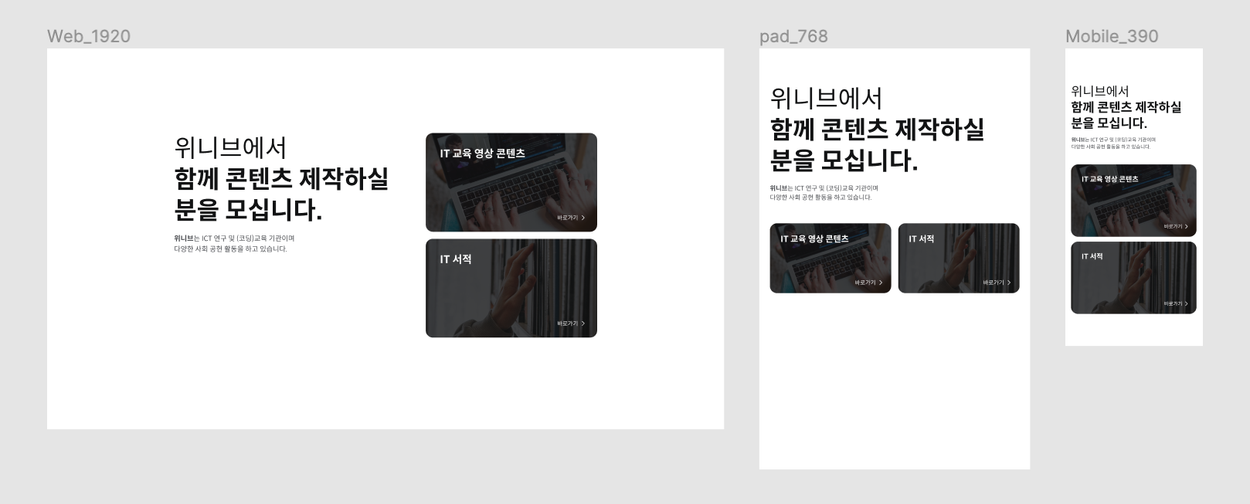 Web_1920
위니브에서
함께 콘텐츠 제작하실
분을 모십니다.
위니브는 ICT 연구 및 (코딩)교육 기관이며
다양한 사회 공헌 활동을 하고 있습니다.
IT 교육 영상 콘텐츠
바로가기 >
IT 서적
바로가기 >
pad_768
위니브에서
함께 콘텐츠 제작하실
분을 모십니다.
위니브는 ICT 연구 및 (코딩)교육 기관이며
다양한 사회 공헌 활동을 하고 있습니다.
IT 교육 영상 콘텐츠
바로가기 >
IT 서적
바로가기 >
Mobile_390
위니브에서
함께 콘텐츠 제작하실
분을 모십니다.
위니브는 ICT 연구 및 (코딩)교육 기관이며
다양한 사회 공헌 활동을 하고 있습니다.
IT 교육 영상 콘텐츠
바로가기 >
IT 서적
바로가기 >